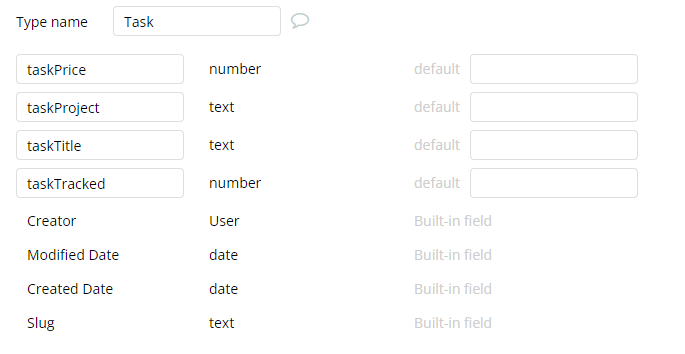 Type name Task
taskPrice number default
taskProject text default
taskTitle text default
taskTracked number default
Creator User Built-in field
Modified Date date Built-in field
Created Date date Built-in field
Slug text Built-in field